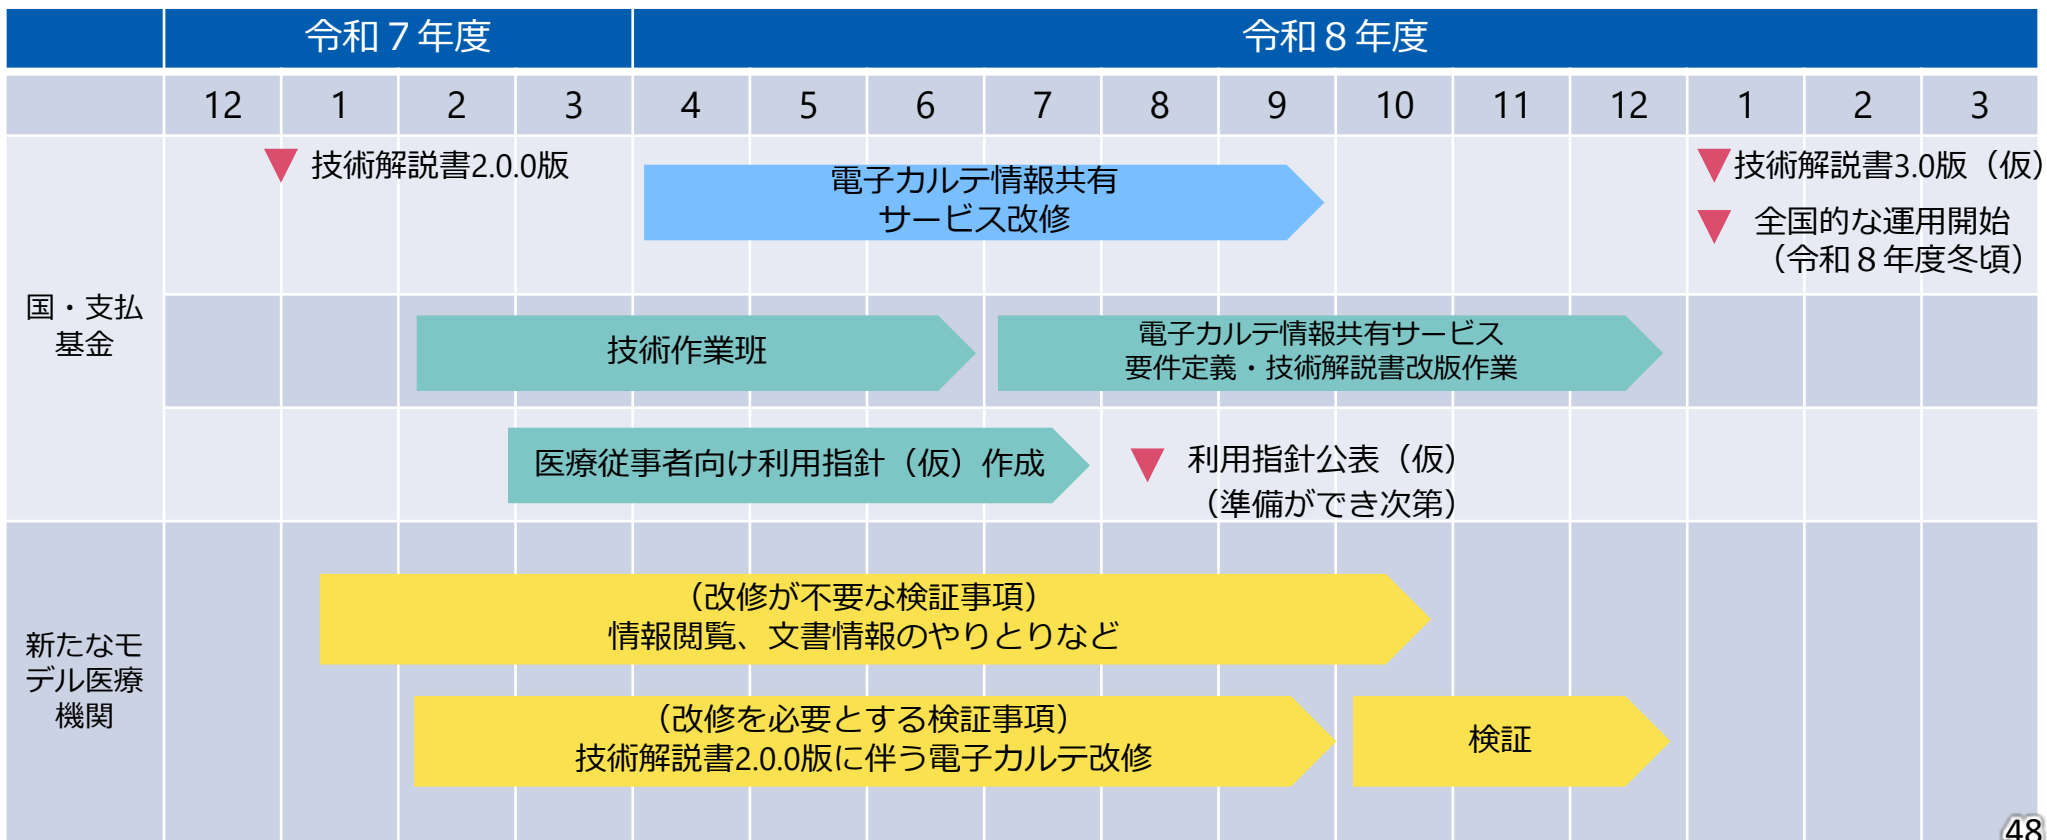 令和７年度
令和８年度
12 1 2 3 4 5 6 7 8 9 10 11 12 1 2 3
国・支払
基金
技術解説書2.0.0版
電子カルテ情報共有
サービス改修
技術解説書3.0版（仮）
全国的な運用開始
（令和８年度冬頃）
技術作業班
電子カルテ情報共有サービス
要件定義・技術解説書改版作業
医療従事者向け利用指針（仮）作成
利用指針公表（仮）
（準備ができ次第）
新たなモ
デル医療
機関
（改修が不要な検証事項）
情報閲覧、文書情報のやりとりなど
（改修を必要とする検証事項）
技術解説書2.0.0版に伴う電子カルテ改修
検証
48